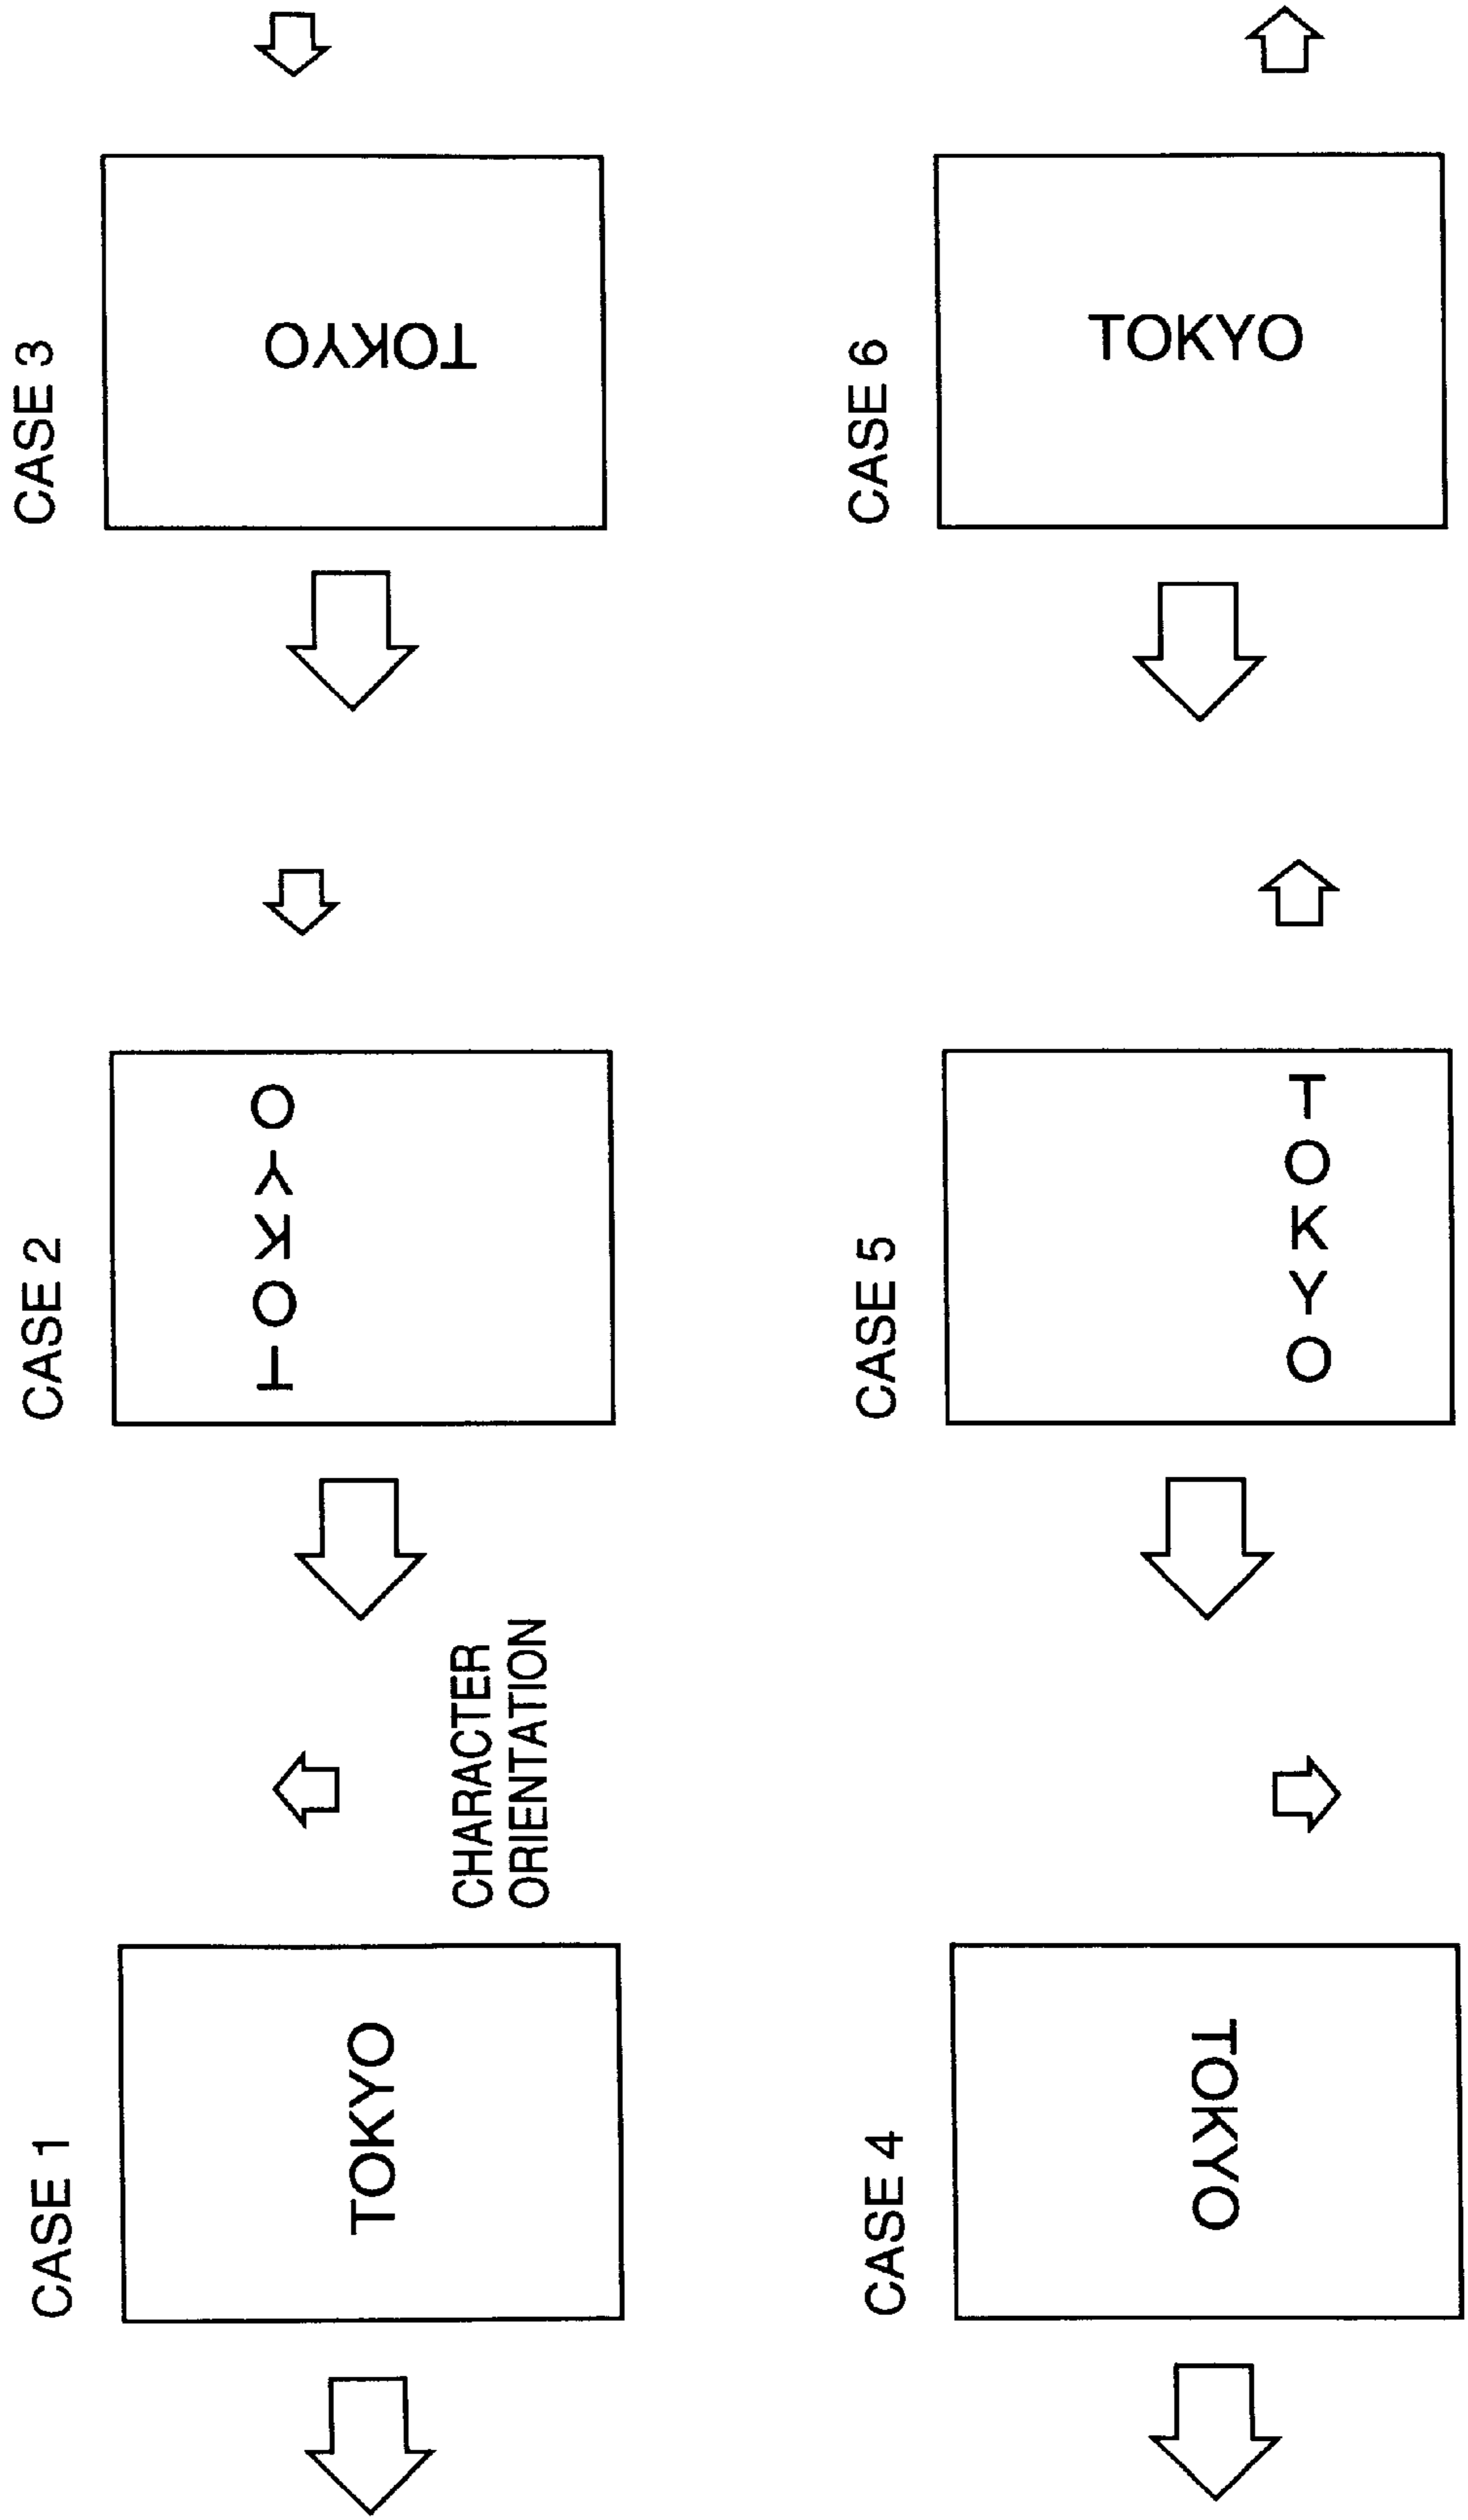 CASE 1
TOKYO
CHARACTER
ORIENTATION
CASE 2
TOKYO
CASE 3
TOKYO
CASE 4
TOKYO
CASE 5
TOKYO
CASE 6
TOKYO